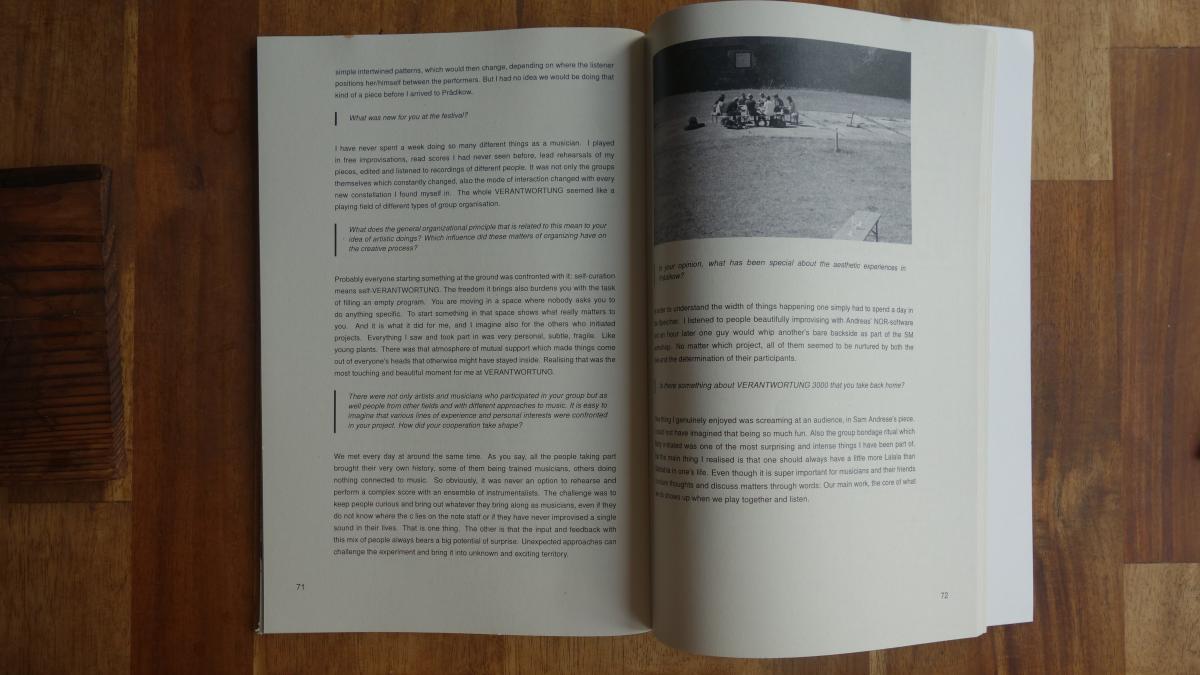 simple intertwined patterns, which would then change, depending on where the listener
positions her/himself between the performers. But I had no idea we would be doing that
kind of a piece before I arrived to Prädikow.
What was new for you at the festival?
I have never spent a week doing so many different things as a musician. I played
in free improvisations, read scores I had never seen before, lead rehearsals of my
pieces, edited and listened to recordings of different people. It was not only the groups
themselves which constantly changed, also the mode of interaction changed with every
new constellation I found myself in. The whole VERANTWORTUNG seemed like a
playing field of different types of group organisation.
What does the general organizational principle that is related to this mean to your
idea of artistic doings? Which influence did these matters of organizing have on
the creative process?
Probably everyone starting something at the ground was confronted with it: self-curation
means self-VERANTWORTUNG. The freedom it brings also burdens you with the task
of filling an empty program. You are moving in a space where nobody asks you to
do anything specific. To start something in that space shows what really matters to
you. And it is what it did for me, and I imagine also for the others who initiated
projects. Everything I saw and took part in was very personal, subtle, fragile. Like
young plants. There was that atmosphere of mutual support which made things come
out of everyone's heads that otherwise might have stayed inside. Realising that was the
most touching and beautiful moment for me at VERANTWORTUNG.
There were not only artists and musicians who participated in your group but as
well people from other fields and with different approaches to music. It is easy to
imagine that various lines of experience and personal interests were confronted
in your project. How did your cooperation take shape?
We met every day at around the same time. As you say, all the people taking part
brought their very own history, some of them being trained musicians, others doing
nothing connected to music. So obviously, it was never an option to rehearse and
perform a complex score with an ensemble of instrumentalists. The challenge was to
keep people curious and bring out whatever they bring along as musicians, even if they
do not know where the c lies on the note staff or if they have never improvised a single
sound in their lives. That is one thing. The other is that the input and feedback with
this mix of people always bears a big potential of surprise. Unexpected approaches can
challenge the experiment and bring it into unknown and exciting territory.
71
In your opinion, what has been special about the aesthetic experiences in
Prädikow?
order to understand the width of things happening one simply had to spend a day in
Speicher. I listened to people beautifully improvising with Andreas' NOR-software
an hour later one guy would whip another's bare backside as part of the SM
No matter which project, all of them seemed to be nurtured by both the
and the determination of their participants.
Is there something about VERANTWORTUNG 3000 that you take back home?
thing I genuinely enjoyed was screaming at an audience, in Sam Andrese's piece.
not have imagined that being so much fun. Also the group bondage ritual which
initiated was one of the most surprising and intense things I have been part of.
the main thing I realised is that one should always have a little more Lalala than
in one's life. Even though it is super important for musicians and their friends
thoughts and discuss matters through words: Our main work, the core of what
shows up when we play together and listen.
72